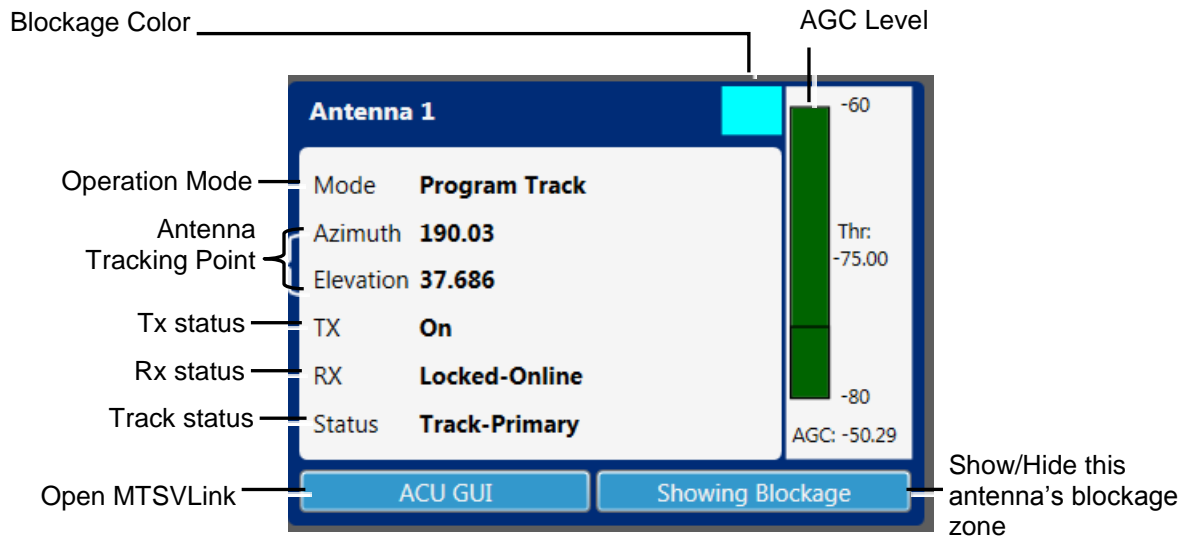 Blockage Color
AGC Level
Antenna 1
-60
Operation Mode
Mode Program Track
Antenna
Tracking Point
Azimuth 190.03
Elevation 37.686
Thr:
-75.00
Tx status
TX On
Rx status
RX Locked-Online
-80
Track status
Status Track-Primary
AGC: -50.29
Open MTSVLink
ACU GUI
Showing Blockage
Show/Hide this
antenna's blockage
zone